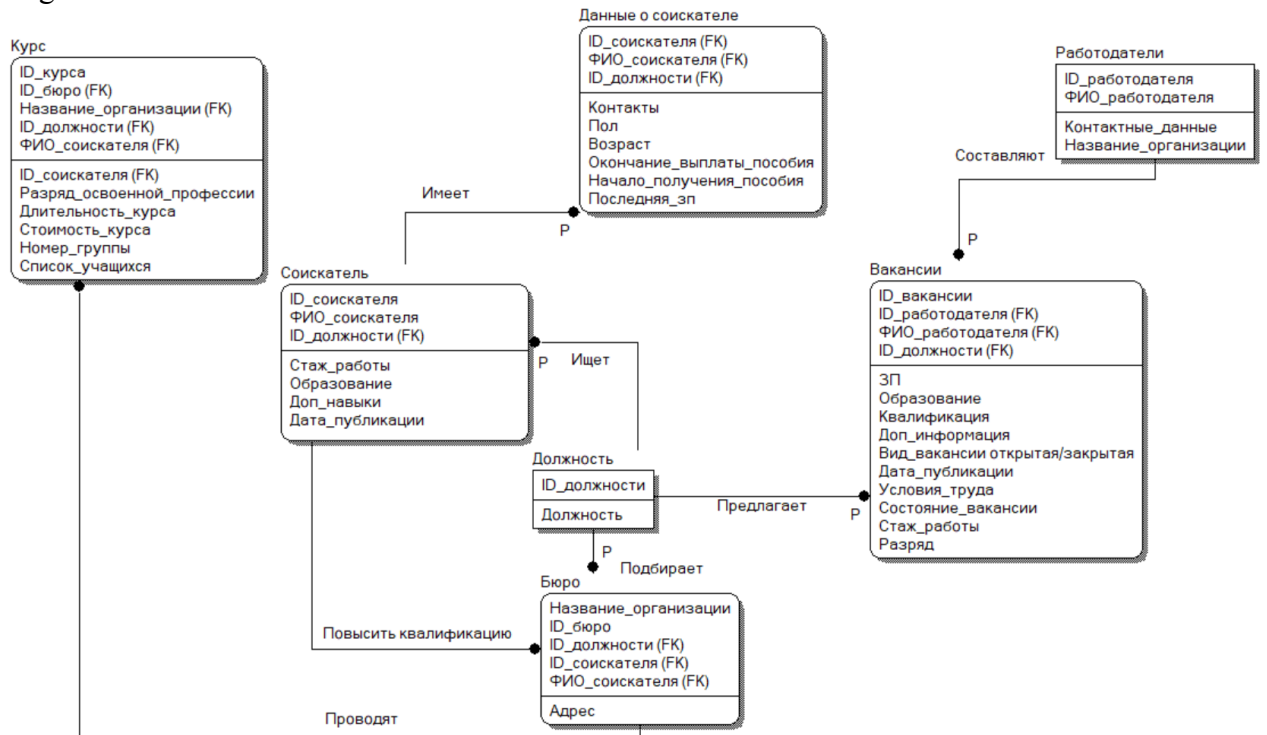 Данные о соискателе
ID_соискателя (FK)
ФИО_соискателя (FK)
ID_должности (FK)
Контакты
Пол
Возраст
Окончание_выплаты_пособия
Начало_получения_пособия
Последняя_зп
Курс
ID_курса
ID_бюро (FK)
Название_организации (FK)
ID_должности (FK)
ФИО_соискателя (FK)
ID_соискателя (FK)
Разряд_освоенной_профессии
Длительность_курса
Стоимость_курса
Номер_группы
Список_учащихся
Работодатели
ID_работодателя
ФИО_работодателя
Контактные_данные
Название_организации
Составляют
P
Имеет
P
Соискатель
ID_соискателя
ФИО_соискателя
ID_должности (FK)
Стаж_работы
Образование
Доп_навыки
Дата_публикации
P
Ищет
Вакансии
ID_вакансии
ID_работодателя (FK)
ФИО_работодателя (FK)
ID_должности (FK)
ЗП
Образование
Квалификация
Доп_информация
Вид_вакансии открытая/закрытая
Дата_публикации
Условия_труда
Состояние_вакансии
Стаж_работы
Разряд
Должность
ID_должности
Должность
Предлагает
P
P
Подбирает
Бюро
Название_организации
ID_бюро
ID_должности (FK)
ID_соискателя (FK)
ФИО_соискателя (FK)
Адрес
Повысить квалификацию
Проводят